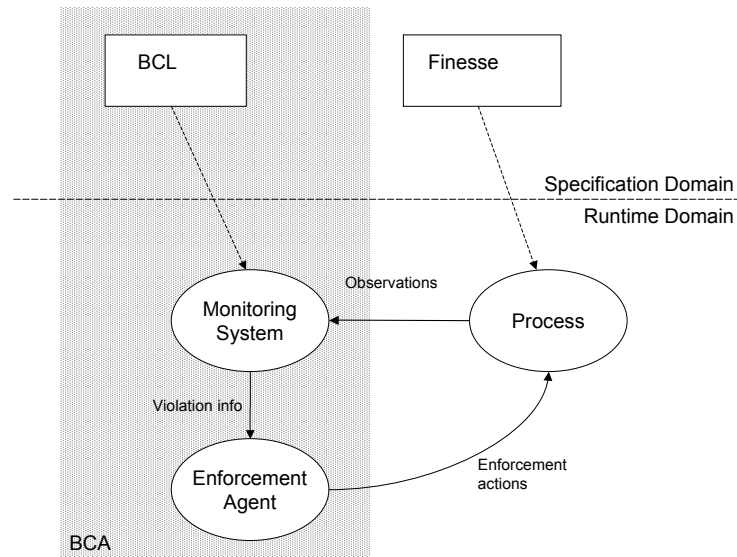 BCL
Finesse
Specification Domain
Runtime Domain
Observations
Monitoring
System
Process
Violation info
Enforcement
Agent
Enforcement
actions
BCA